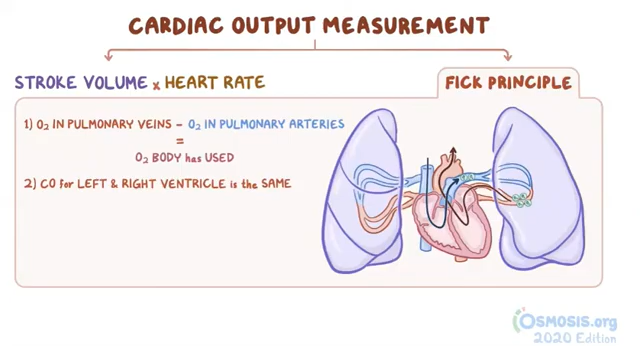 CARDIAC OUTPUT MEASUREMENT
STROKE VOLUME x HEART RATE
FICK PRINCIPLE
1) O₂ IN PULMONARY VEINS - O₂ IN PULMONARY ARTERIES
=
O₂ BODY has USED
2) CO for LEFT & RIGHT VENTRICLE is the SAME
OSMOSIS.org
2020 Edition